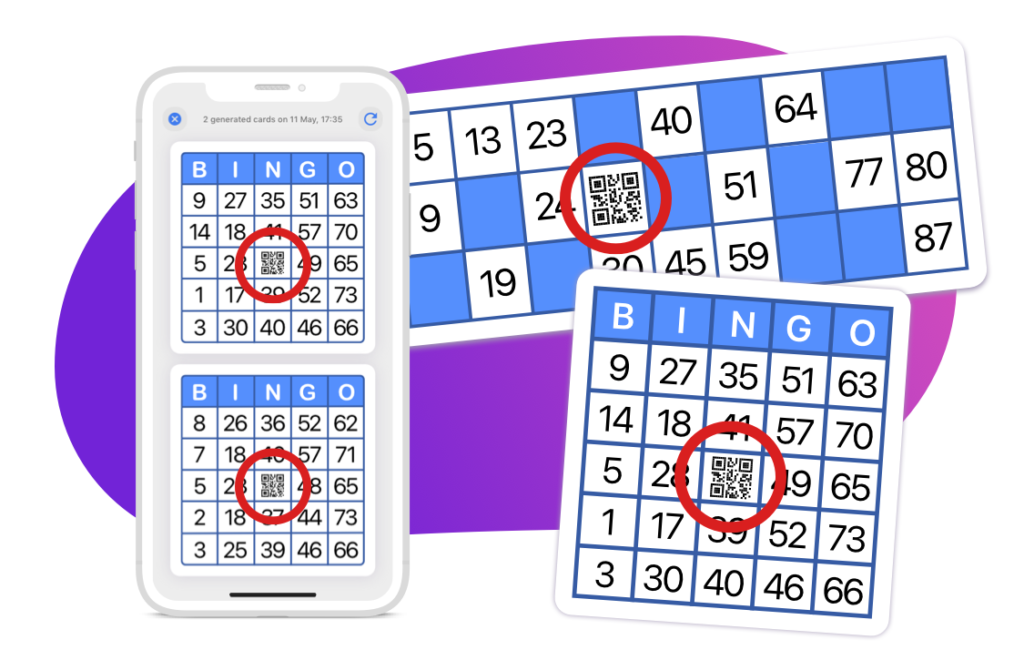 2 generated cards on 11 May, 17:35
B I N G O
9 27 35 51 63
14 18 41 57 70
5 28 49 65
1 17 39 52 73
3 30 40 46 66
B I N G O
8 26 36 52 62
7 18 57 71
5 48 65
2 18 37 44 73
3 25 39 46 66
5 13 23 40 64
9 24 51 77 80
19 30 45 59 87
B I N G O
9 27 35 51 63
14 18 41 57 70
5 28 49 65
1 17 39 52 73
3 30 40 46 66